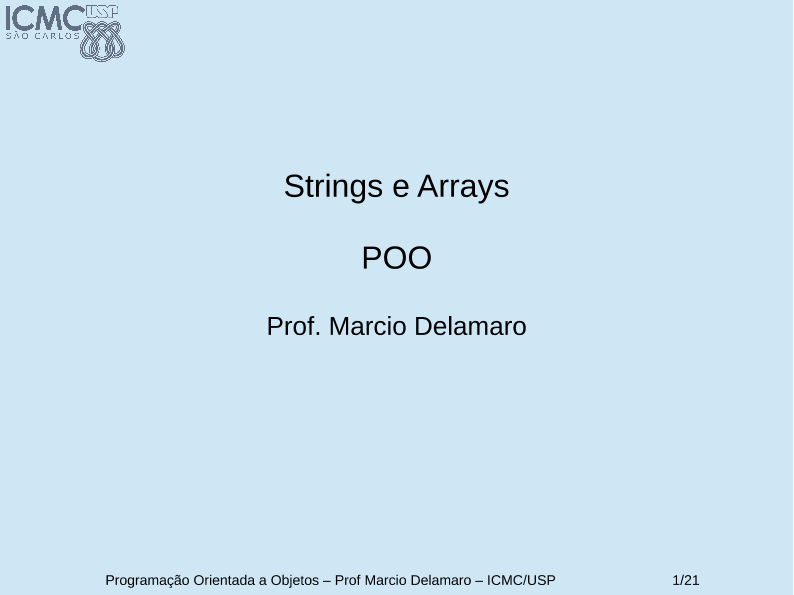 ICMC USP
SÃO CARLOS
Strings e Arrays
POO
Prof. Marcio Delamaro
Programação Orientada a Objetos – Prof Marcio Delamaro – ICMC/USP 1/21